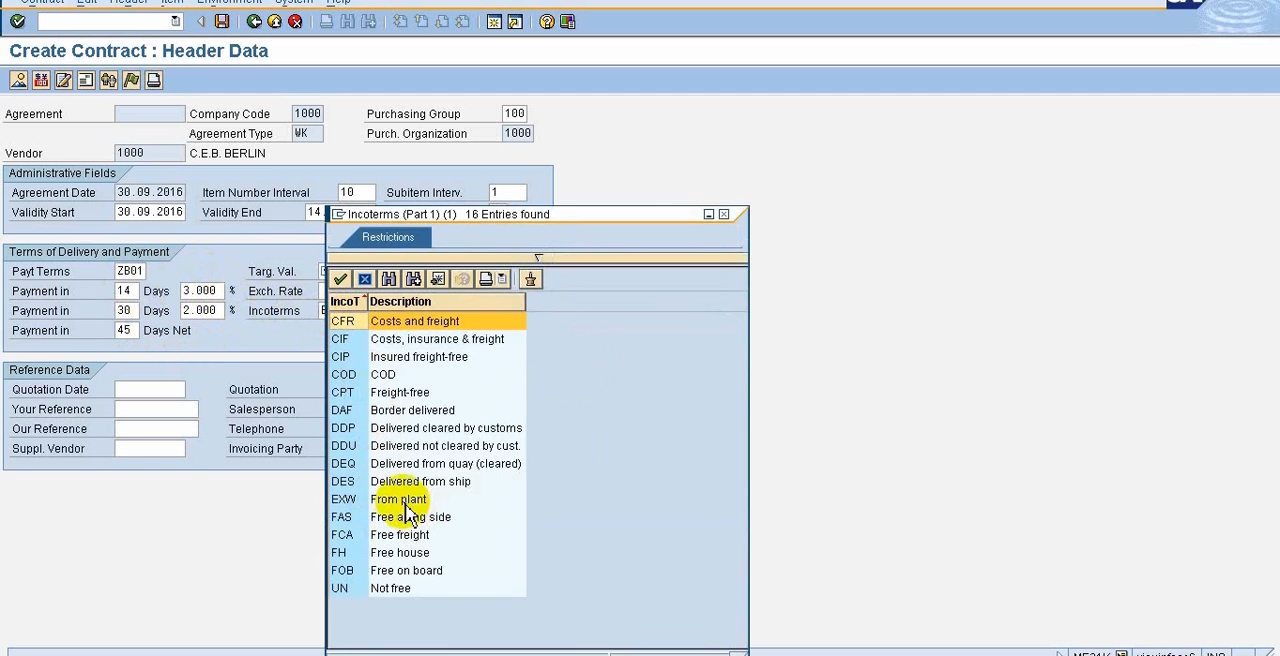 Create Contract : Header Data
Agreement Company Code 1000 Purchasing Group 100
Agreement Type WK Purch. Organization 1000
Vendor 1000 C.E.B. BERLIN
Administrative Fields
Agreement Date 30.09.2016 Item Number Interval 10 Subitem Interv. 1
Validity Start 30.09.2016 Validity End 14.
Terms of Delivery and Payment
Payt Terms ZB01 Targ. Val.
Payment in 14 Days 3.000 % Exch. Rate
Payment in 30 Days 2.000 % Incoterms
Payment in 45 Days Net
Reference Data
Quotation Date Quotation
Your Reference Salesperson
Our Reference Telephone
Suppl. Vendor Invoicing Party
Incoterms (Part 1) (1) 16 Entries found
Restrictions
IncoT Description
CFR Costs and freight
CIF Costs, insurance & freight
CIP Insured freight-free
COD COD
CPT Freight-free
DAF Border delivered
DDP Delivered cleared by customs
DDU Delivered not cleared by cust.
DEQ Delivered from quay (cleared)
DES Delivered from ship
EXW From plant
FAS Free along side
FCA Free freight
FH Free house
FOB Free on board
UN Not free